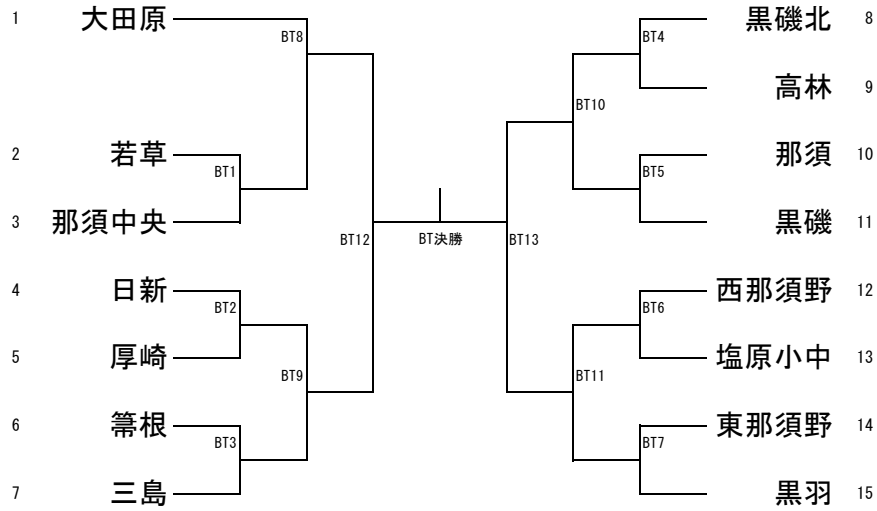 1 大田原
BT8
2 若草
BT1
3 那須中央
BT12
4 日新
BT2
5 厚崎
BT9
6 箒根
BT3
7 三島
BT決勝
黒磯北 8
BT4
高林 9
BT10
那須 10
BT5
黒磯 11
BT13
西那須野 12
BT6
塩原小中 13
BT11
東那須野 14
BT7
黒羽 15